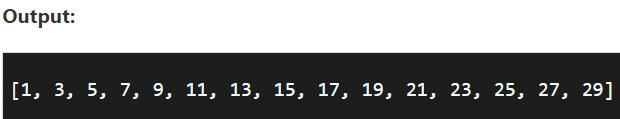 Output:
[1, 3, 5, 7, 9, 11, 13, 15, 17, 19, 21, 23, 25, 27, 29]